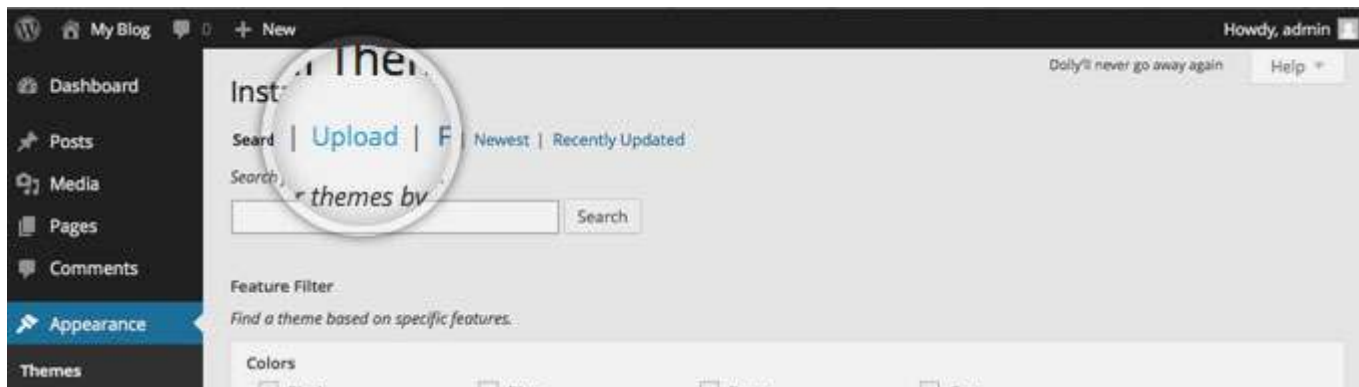 My Blog 0 + New Howdy, admin
Dolly'll never go away again Help
Dashboard
Posts
Media
Pages
Comments
Appearance
Themes
Inst
Sear | Upload | F | Newest | Recently Updated
Search r themes by
Search
Feature Filter
Find a theme based on specific features.
Colors